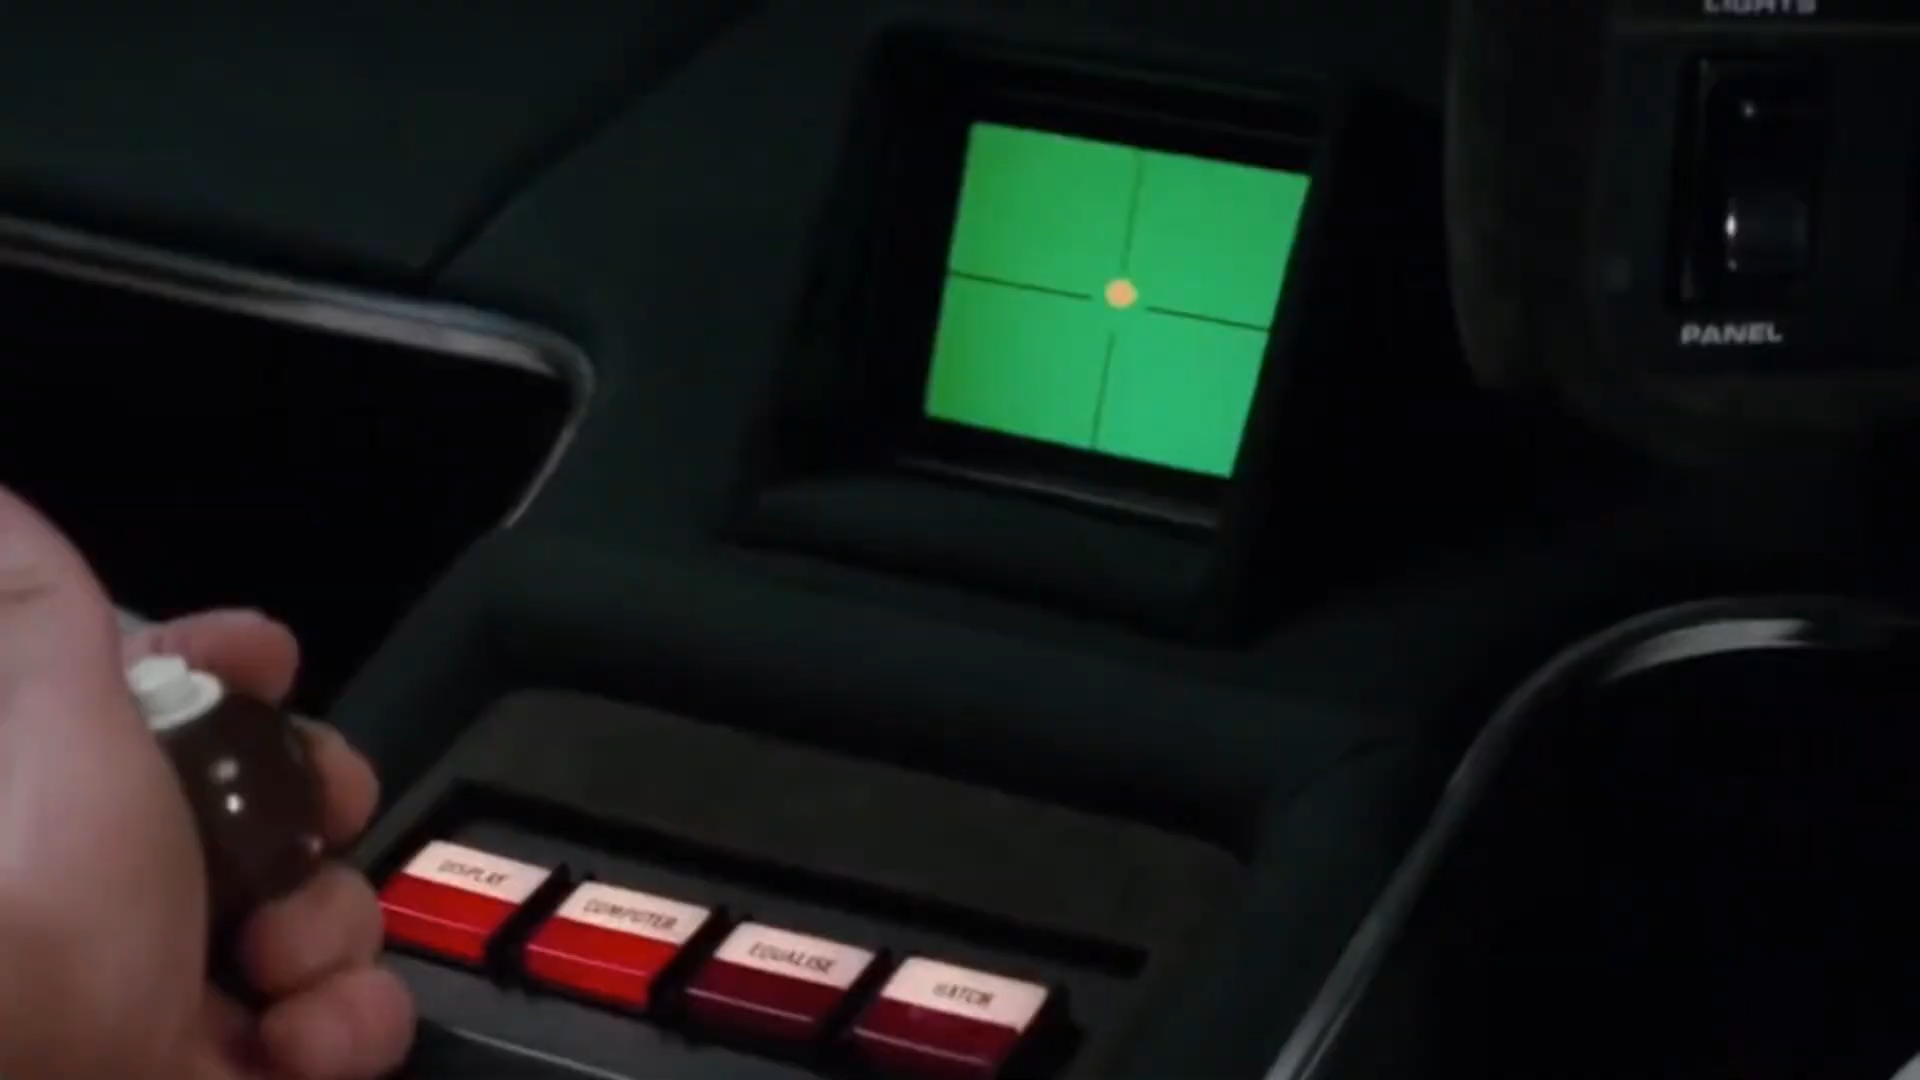 LIGHTS
PANEL
DISPLAY
COMPUTER
EQUALISE
HATCH